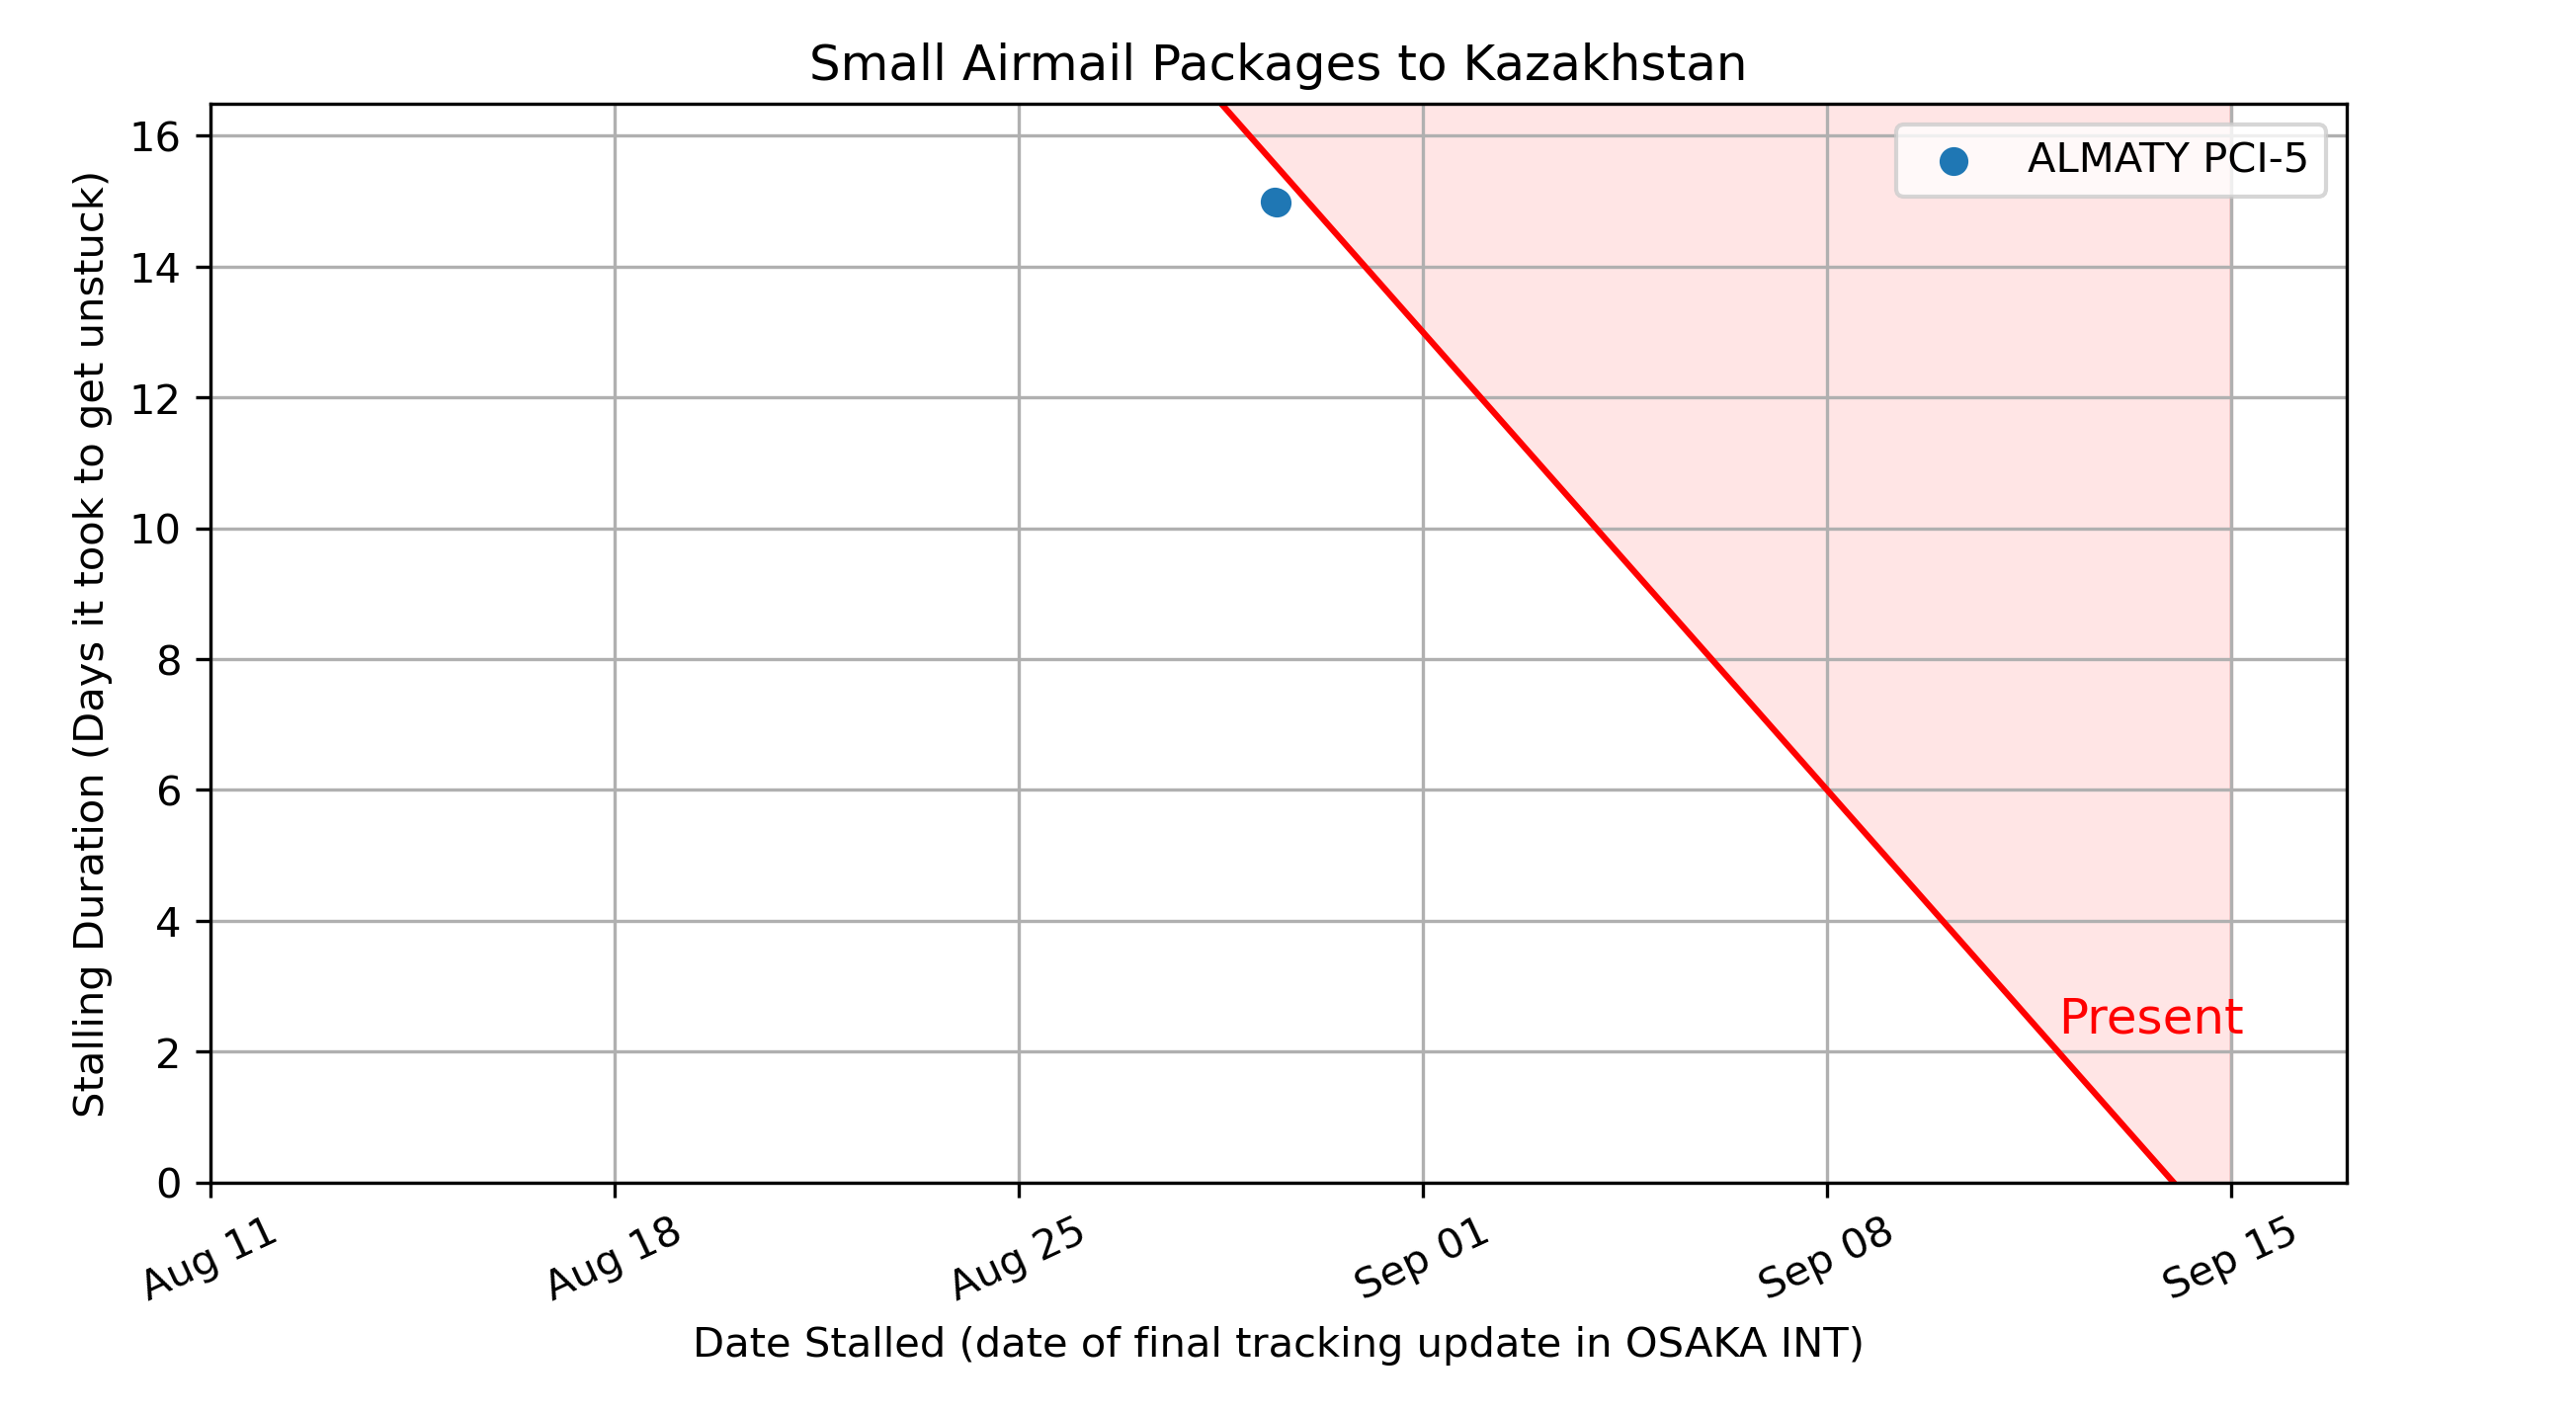 Small Airmail Packages to Kazakhstan
ALMATY PCI-5
Stalling Duration (Days it took to get unstuck)
16
14
12
10
8
6
4
2
0
Present
Aug 11
Aug 18
Aug 25
Sep 01
Sep 08
Sep 15
Date Stalled (date of final tracking update in OSAKA INT)